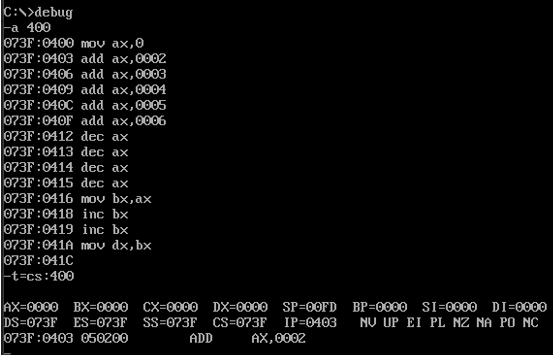 C:\>debug
-a 400
073F:0400 mov ax,0
073F:0403 add ax,0002
073F:0406 add ax,0003
073F:0409 add ax,0004
073F:040C add ax,0005
073F:040F add ax,0006
073F:0412 dec ax
073F:0413 dec ax
073F:0414 dec ax
073F:0415 dec ax
073F:0416 mov bx,ax
073F:0418 inc bx
073F:0419 inc bx
073F:041A mov dx,bx
073F:041C
-t=cs:400
AX=0000  BX=0000  CX=0000  DX=0000  SP=00FD  BP=0000  SI=0000  DI=0000
DS=073F  ES=073F  SS=073F  CS=073F  IP=0403   NV UP EI PL NZ NA PO NC
073F:0403 050200        ADD     AX,0002